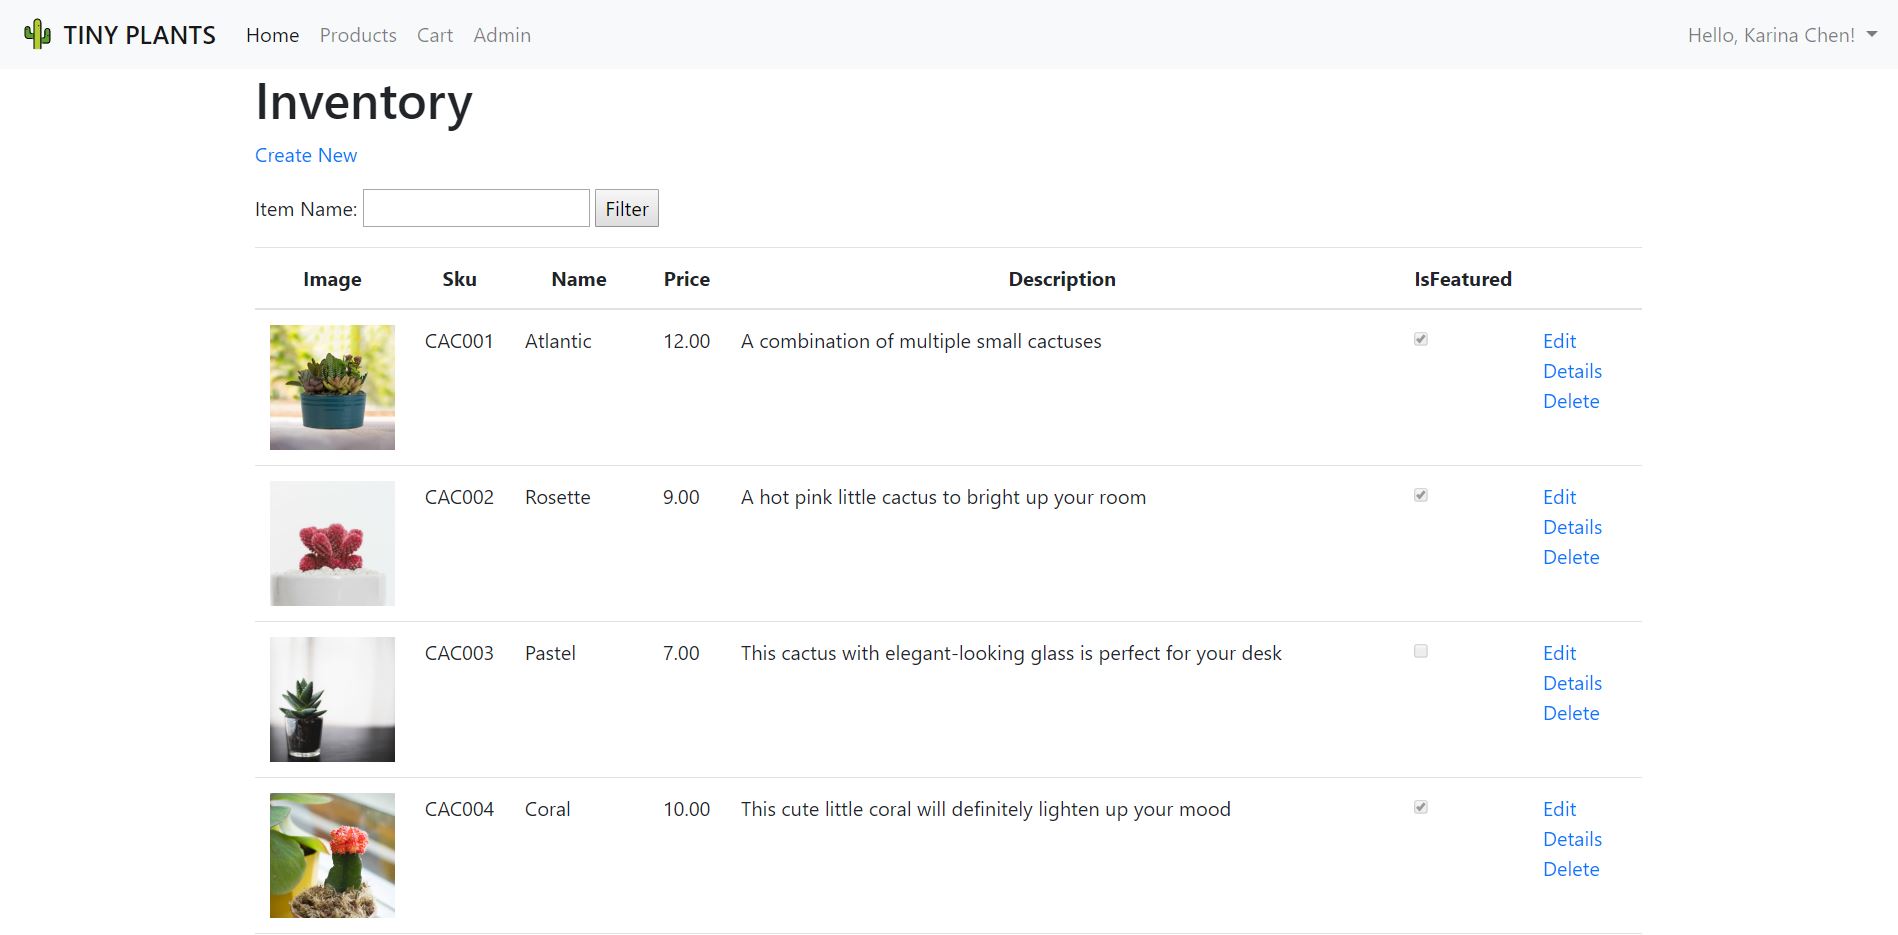 TINY PLANTS Home Products Cart Admin Hello, Karina Chen!
Inventory
Create New
Item Name: Filter
Image Sku Name Price Description IsFeatured
CAC001 Atlantic 12.00 A combination of multiple small cactuses Edit
Details
Delete
CAC002 Rosette 9.00 A hot pink little cactus to bright up your room Edit
Details
Delete
CAC003 Pastel 7.00 This cactus with elegant-looking glass is perfect for your desk Edit
Details
Delete
CAC004 Coral 10.00 This cute little coral will definitely lighten up your mood Edit
Details
Delete